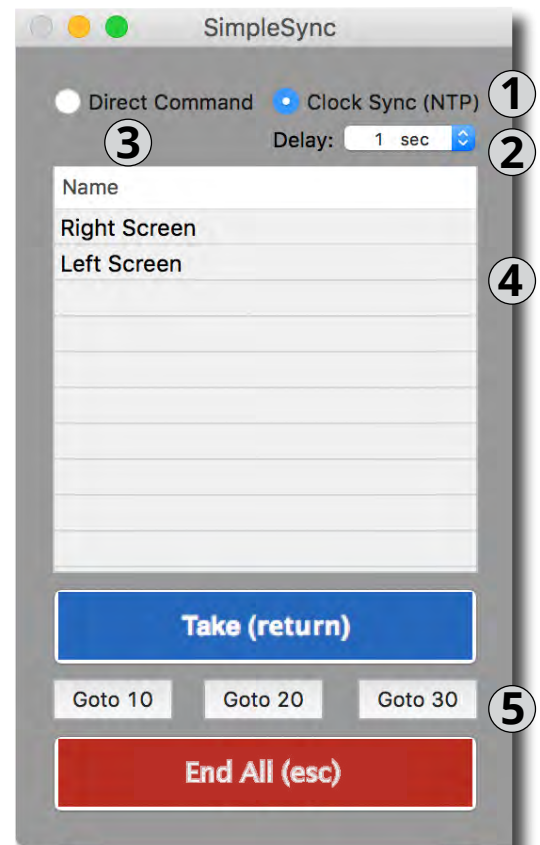 SimpleSync
Direct Command Clock Sync (NTP) 1
3 Delay: 1 sec 2
Name
Right Screen
Left Screen 4
Take (return)
Goto 10 Goto 20 Goto 30 5
End All (esc)